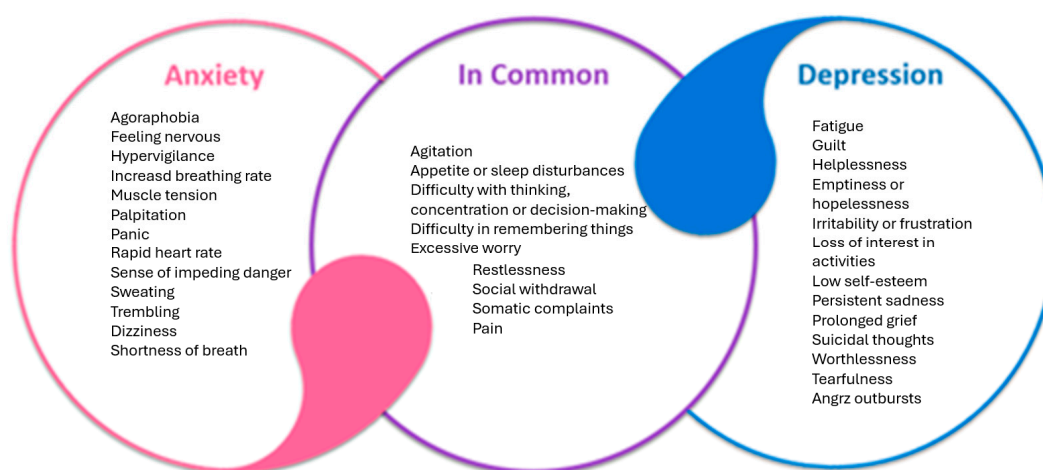 Anxiety
Agoraphobia
Feeling nervous
Hypervigilance
Increasd breathing rate
Muscle tension
Palpitation
Panic
Rapid heart rate
Sense of impeding danger
Sweating
Trembling
Dizziness
Shortness of breath
In Common
Agitation
Appetite or sleep disturbances
Difficulty with thinking,
concentration or decision-making
Difficulty in remembering things
Excessive worry
Restlessness
Social withdrawal
Somatic complaints
Pain
Depression
Fatigue
Guilt
Helplessness
Emptiness or
hopelessness
Irritability or frustration
Loss of interest in
activities
Low self-esteem
Persistent sadness
Prolonged grief
Suicidal thoughts
Worthlessness
Tearfulness
Angrz outbursts